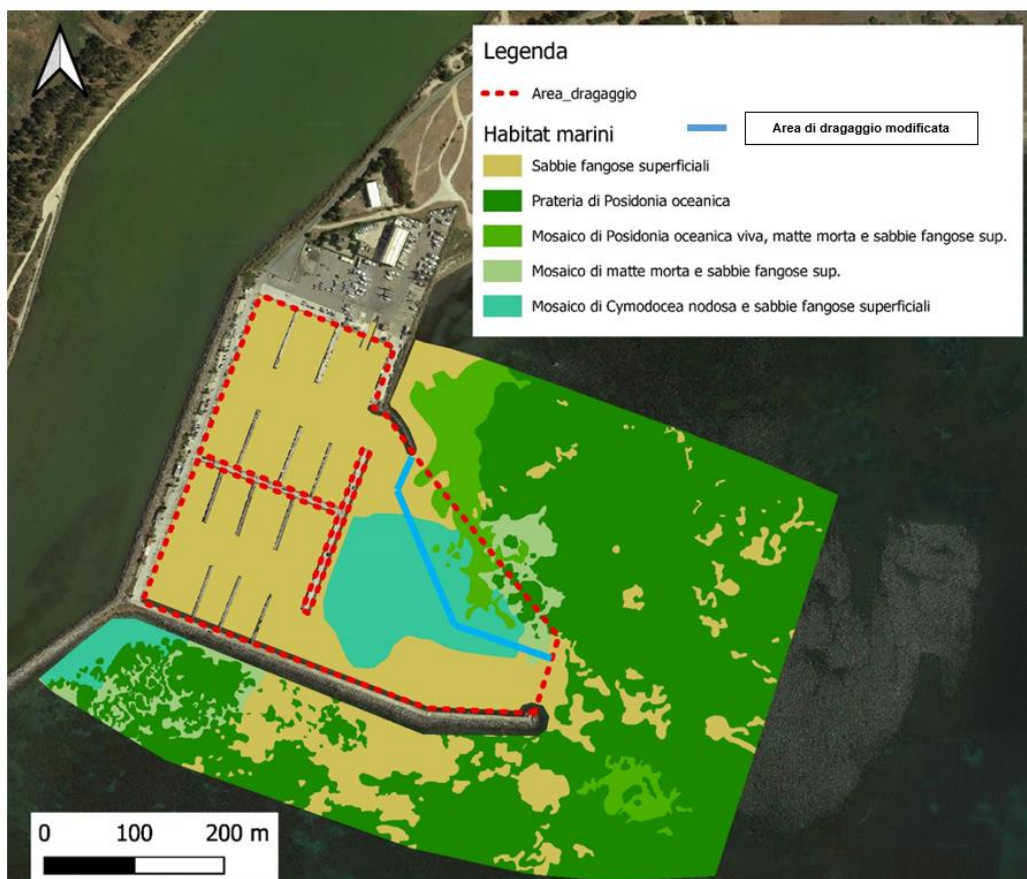 Legenda
Area_dragaggio
Area di dragaggio modificata
Habitat marini
Sabbie fangose superficiali
Prateria di Posidonia oceanica
Mosaico di Posidonia oceanica viva, matte morta e sabbie fangose sup.
Mosaico di matte morta e sabbie fangose sup.
Mosaico di Cymodocea nodosa e sabbie fangose superficiali
0 100 200 m